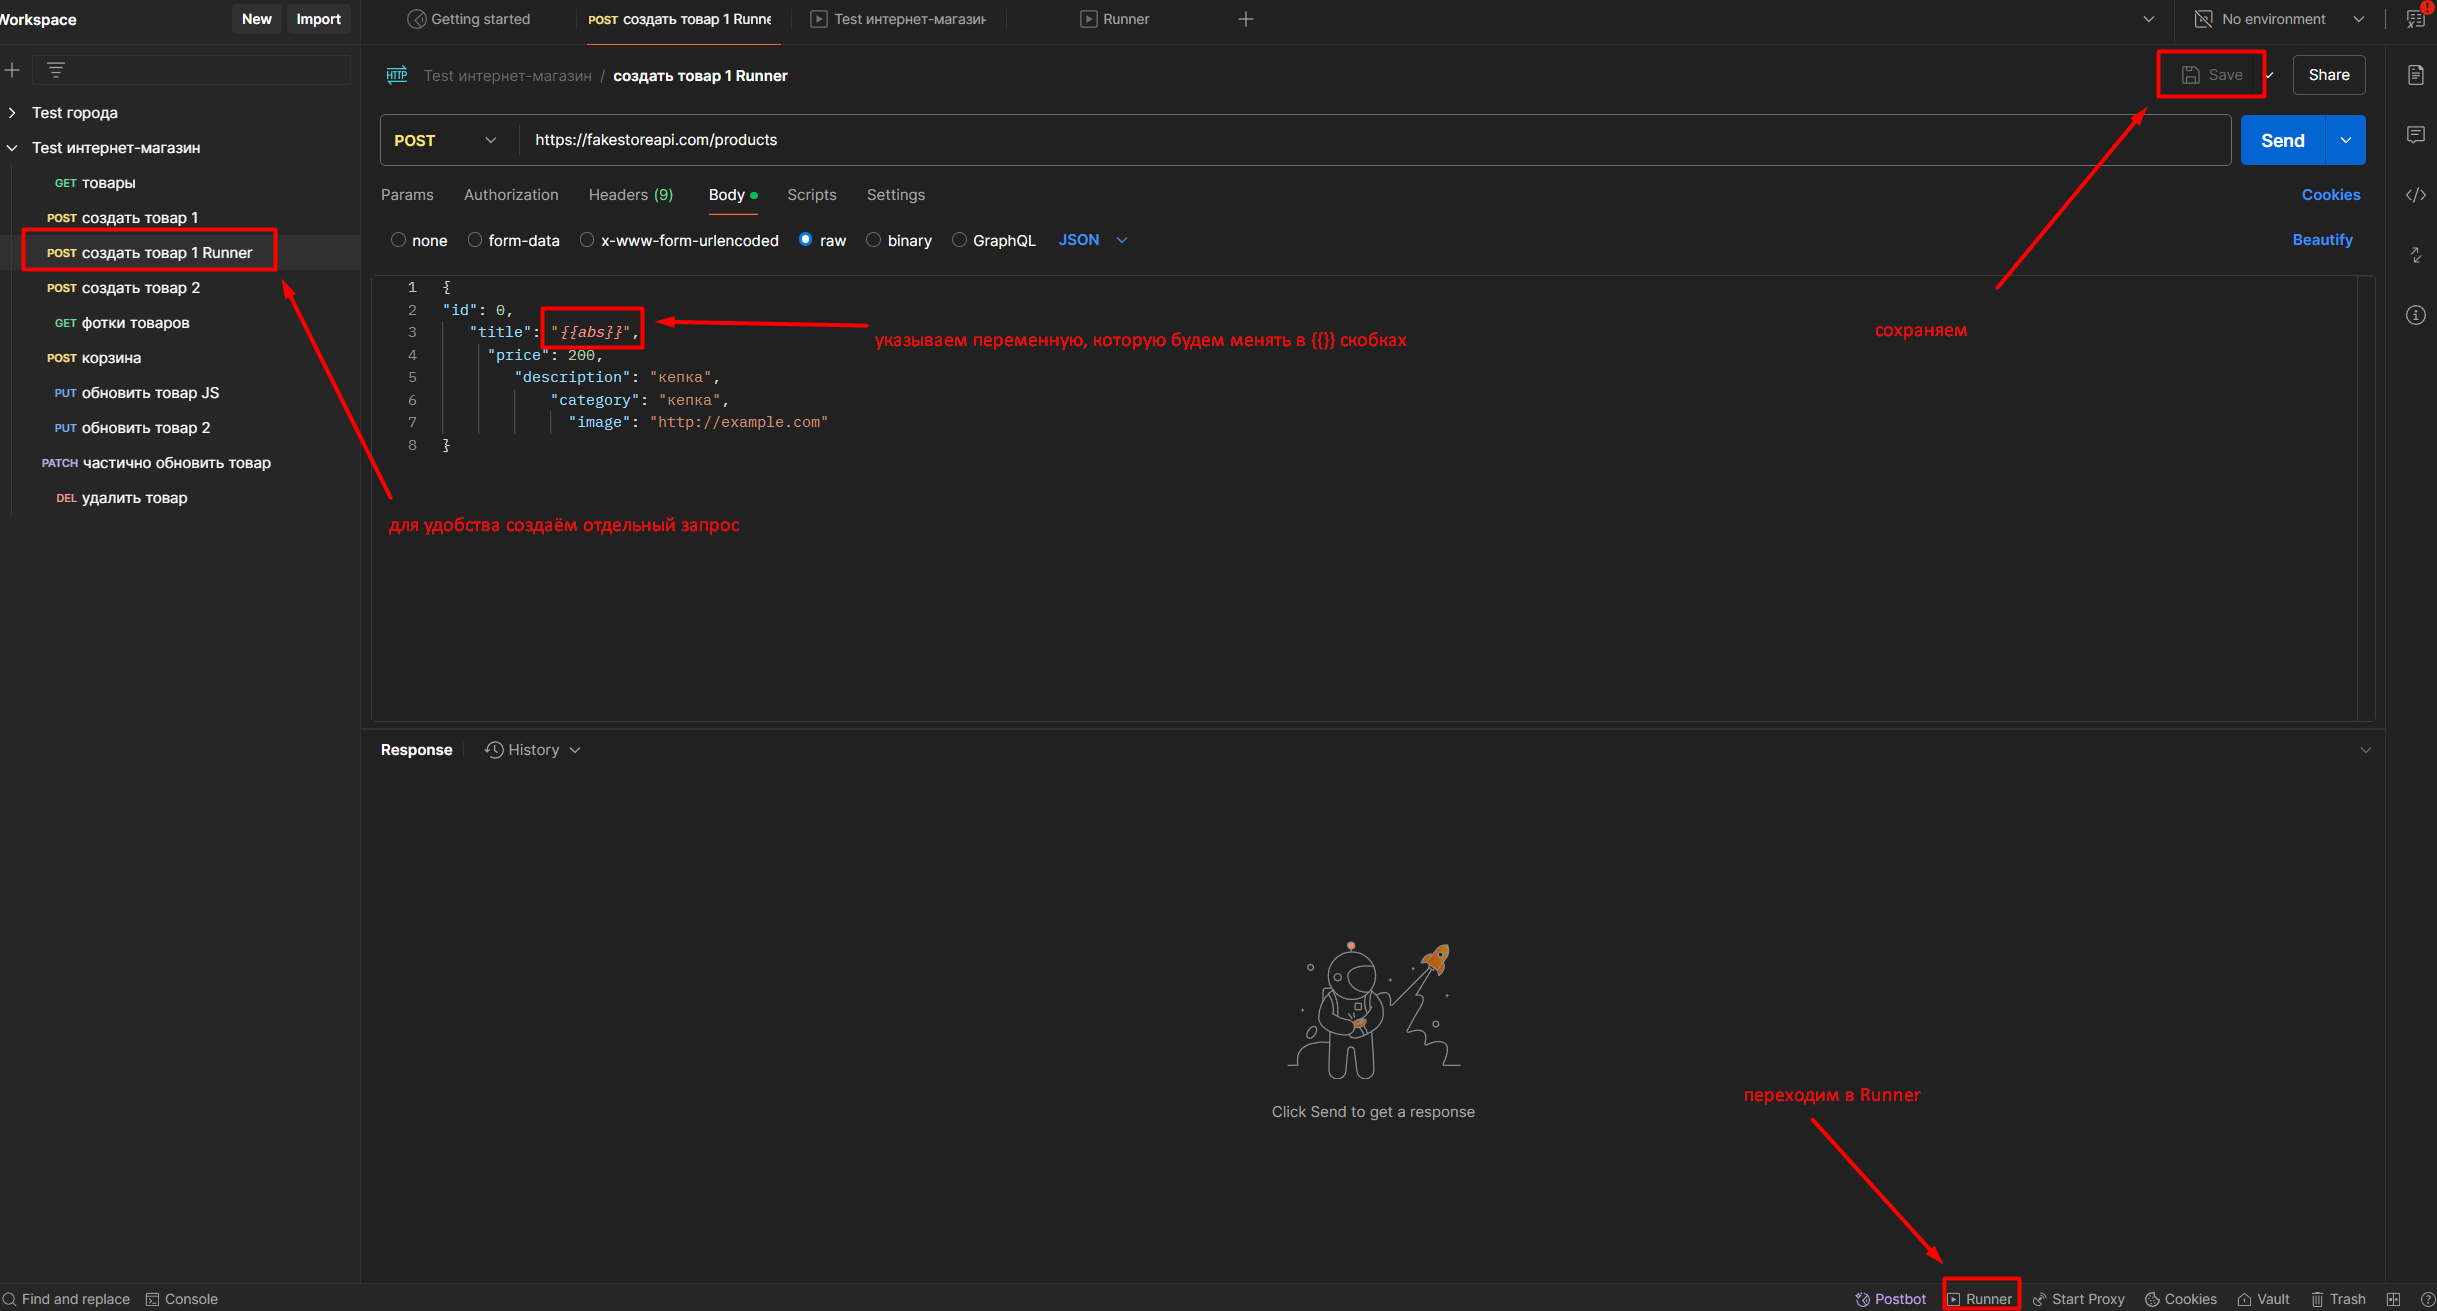 Workspace
New
Import
Getting started
POST создать товар 1 Runne
Test интернет-магазин
Runner
No environment
Test интернет-магазин / создать товар 1 Runner
Save
Share
Test города
Test интернет-магазин
GET товары
POST создать товар 1
POST создать товар 1 Runner
POST создать товар 2
GET фотки товаров
POST корзина
PUT обновить товар JS
PUT обновить товар 2
PATCH частично обновить товар
DEL удалить товар
POST
https://fakestoreapi.com/products
Send
Params
Authorization
Headers (9)
Body
Scripts
Settings
Cookies
none
form-data
x-www-form-urlencoded
raw
binary
GraphQL
JSON
Beautify
1 {
2 "id": 0,
3 "title": "{{abs}}",
4 "price": 200,
5 "description": "кепка",
6 "category": "кепка",
7 "image": "http://example.com"
8 }
указываем переменную, которую будем менять в {{}} скобках
сохраняем
для удобства создаём отдельный запрос
Response
History
Click Send to get a response
переходим в Runner
Find and replace
Console
Postbot
Runner
Start Proxy
Cookies
Vault
Trash